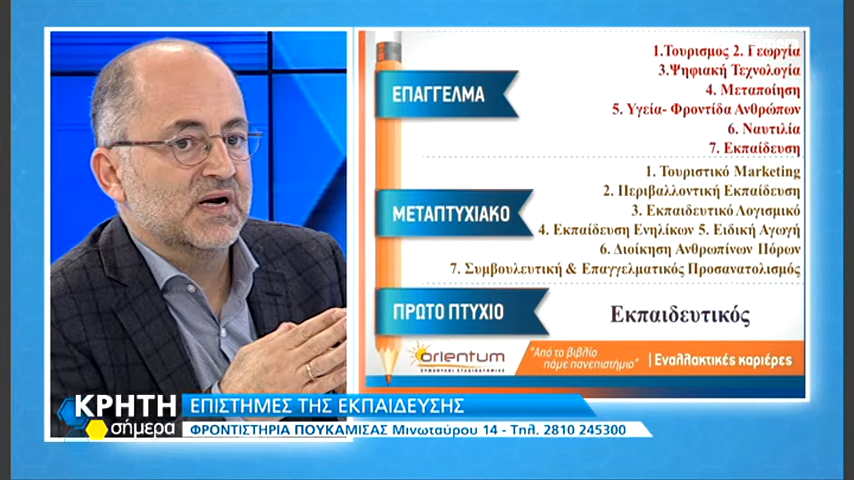 ΕΠΑΓΓΕΛΜΑ
1.Τουρισμος 2. Γεωργία
3.Ψηφιακή Τεχνολογία
4. Μεταποίηση
5. Υγεία- Φροντίδα Ανθρώπων
6. Ναυτιλία
7. Εκπαίδευση
ΜΕΤΑΠΤΥΧΙΑΚΟ
1. Τουριστικό Marketing
2. Περιβαλλοντική Εκπαίδευση
3. Εκπαιδευτικό Λογισμικό
4. Εκπαίδευση Ενηλίκων 5. Ειδική Αγωγή
6. Διοίκηση Ανθρωπίνων Πόρων
7. Συμβουλευτική & Επαγγελματικός Προσανατολισμός
ΠΡΩΤΟ ΠΤΥΧΙΟ
Εκπαιδευτικός
orientum
ΣΥΜΒΟΥΛΟΙ ΣΤΑΔΙΟΔΡΟΜΙΑΣ
"Από το βιβλίο
πάμε πανεπιστήμιο"
| Εναλλακτικές καριέρες
ΚΡΗΤΗ
σήμερα
ΕΠΙΣΤΗΜΕΣ ΤΗΣ ΕΚΠΑΙΔΕΥΣΗΣ
ΦΡΟΝΤΙΣΤΗΡΙΑ ΠΟΥΚΑΜΙΣΑΣ Μινωταύρου 14 - Τηλ. 2810 245300